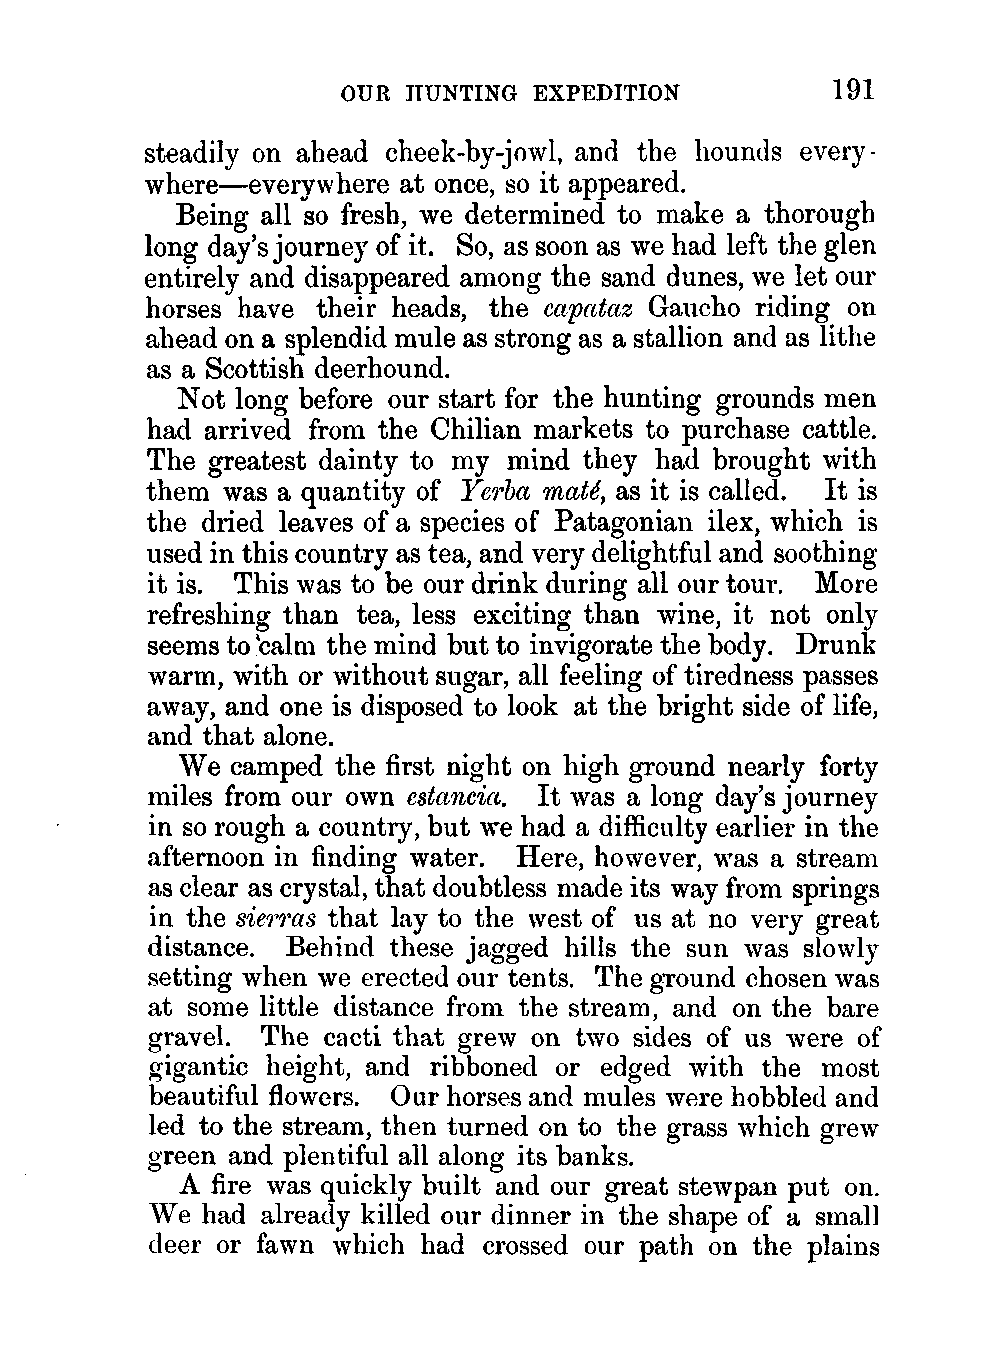 OUR HUNTING EXPEDITION 191
steadily on ahead cheek-by-jowl, and the hounds every-
where—everywhere at once, so it appeared.
Being all so fresh, we determined to make a thorough
long day's journey of it. So, as soon as we had left the glen
entirely and disappeared among the sand dunes, we let our
horses have their heads, the capataz Gaucho riding on
ahead on a splendid mule as strong as a stallion and as lithe
as a Scottish deerhound.
Not long before our start for the hunting grounds men
had arrived from the Chilian markets to purchase cattle.
The greatest dainty to my mind they had brought with
them was a quantity of Yerba maté, as it is called. It is
the dried leaves of a species of Patagonian ilex, which is
used in this country as tea, and very delightful and soothing
it is. This was to be our drink during all our tour. More
refreshing than tea, less exciting than wine, it not only
seems to calm the mind but to invigorate the body. Drunk
warm, with or without sugar, all feeling of tiredness passes
away, and one is disposed to look at the bright side of life,
and that alone.
We camped the first night on high ground nearly forty
miles from our own estancia. It was a long day's journey
in so rough a country, but we had a difficulty earlier in the
afternoon in finding water. Here, however, was a stream
as clear as crystal, that doubtless made its way from springs
in the sierras that lay to the west of us at no very great
distance. Behind these jagged hills the sun was slowly
setting when we erected our tents. The ground chosen was
at some little distance from the stream, and on the bare
gravel. The cacti that grew on two sides of us were of
gigantic height, and ribboned or edged with the most
beautiful flowers. Our horses and mules were hobbled and
led to the stream, then turned on to the grass which grew
green and plentiful all along its banks.
A fire was quickly built and our great stewpan put on.
We had already killed our dinner in the shape of a small
deer or fawn which had crossed our path on the plains